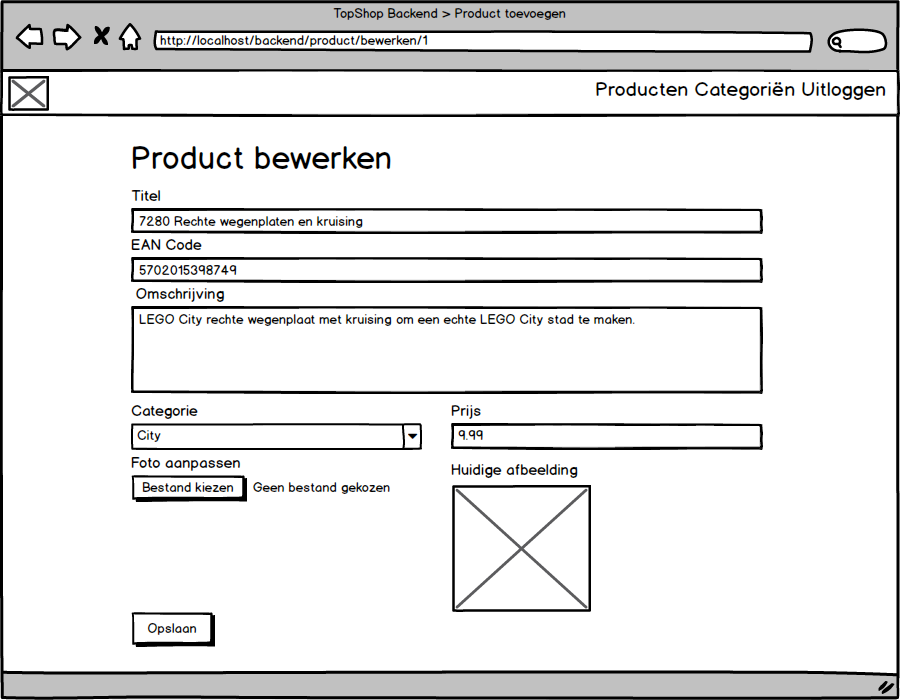 TopShop Backend > Product toevoegen
http://localhost/backend/product/bewerken/1
Producten Categoriën Uitloggen
Product bewerken
Titel
7280 Rechte wegenplaten en kruising
EAN Code
5702015398749
Omschrijving
LEGO City rechte wegenplaat met kruising om een echte LEGO City stad te maken.
Categorie
Prijs
City
9.99
Foto aanpassen
Huidige afbeelding
Bestand kiezen Geen bestand gekozen
Opslaan